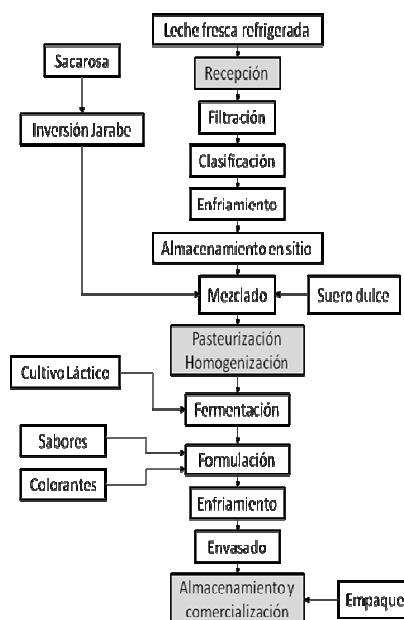 Leche fresca refrigerada
Sacarosa
Recepción
Inversión Jarabe
Filtración
Clasificación
Enfriamiento
Almacenamiento en sitio
Mezclado
Suero dulce
Pasteurización
Homogenización
Cultivo Láctico
Fermentación
Sabores
Formulación
Colorantes
Enfriamiento
Envasado
Almacenamiento y
comercialización
Empaque